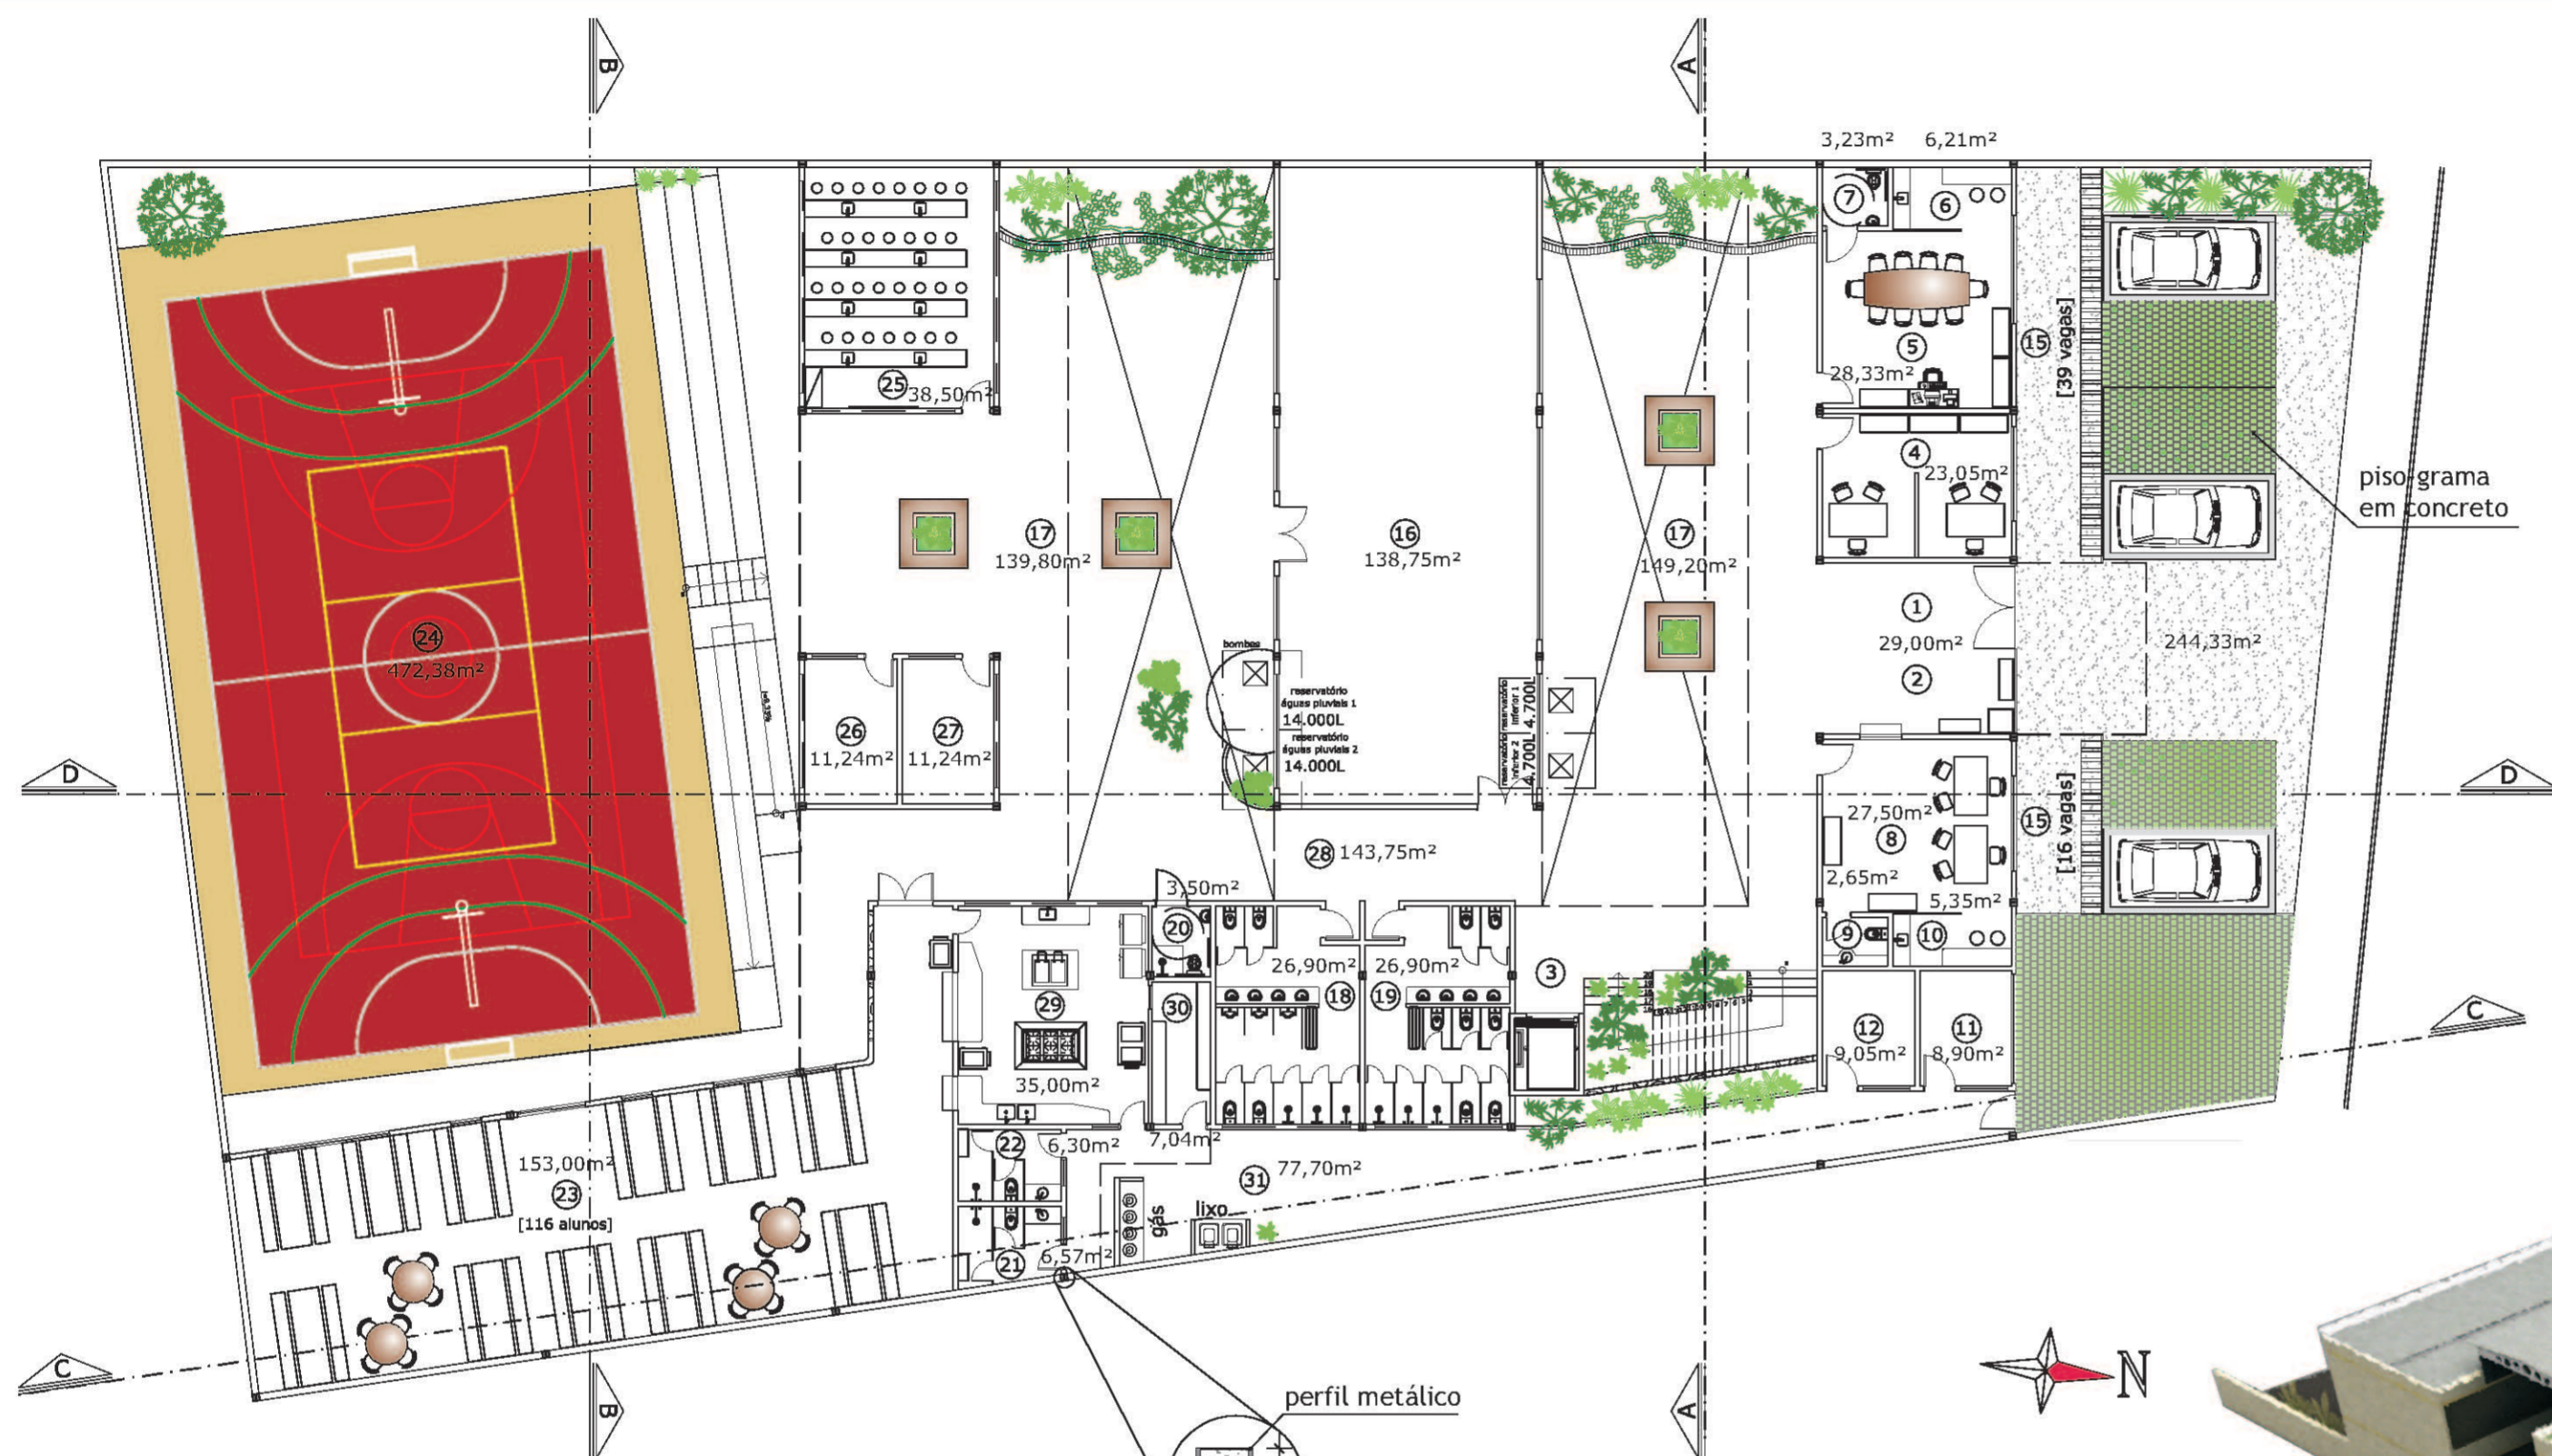 B
A
3,23m²
6,21m²
7
6
[39 vagas]
15
5
28,33m²
25
38,50m²
4
23,05m²
piso grama
em concreto
17
139,80m²
16
138,75m²
17
149,20m²
1
29,00m²
2
244,33m²
24
472,38m²
bombas
reservatório
águas pluviais 1
14.000L
reservatório
águas pluviais 2
14.000L
reservatório
inferior 1
4.700L
reservatório
inferior 2
4.700L
26
11,24m²
27
11,24m²
D
D
[16 vagas]
15
27,50m²
8
2,65m²
5,35m²
28
143,75m²
3,50m²
20
9
10
26,90m²
26,90m²
18
19
3
29
30
35,00m²
12
9,05m²
11
8,90m²
C
22
6,30m²
7,04m²
153,00m²
23
[116 alunos]
31
77,70m²
gás
lixo
21
6,57m²
C
N
perfil metálico
B
A